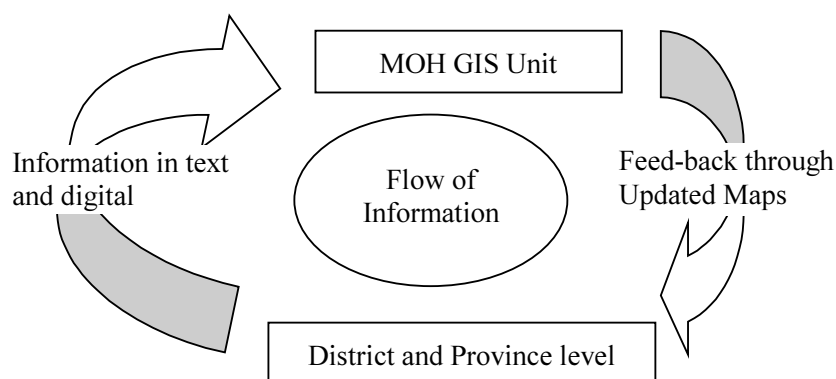 MOH GIS Unit
Information in text
and digital
Flow of
Information
Feed-back through
Updated Maps
District and Province level